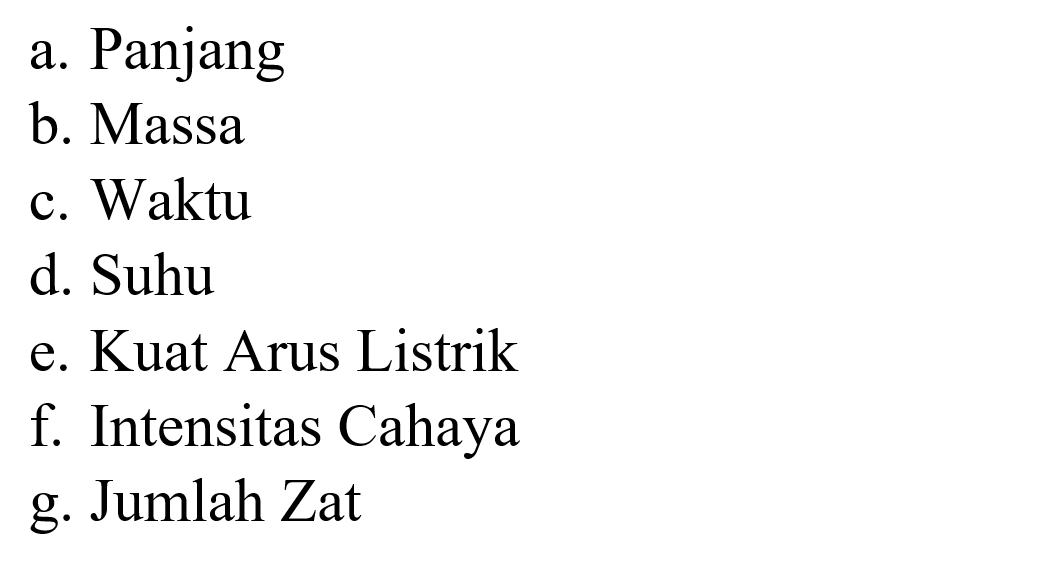 a. Panjang
b. Massa
c. Waktu
d. Suhu
e. Kuat Arus Listrik
f. Intensitas Cahaya
g. Jumlah Zat